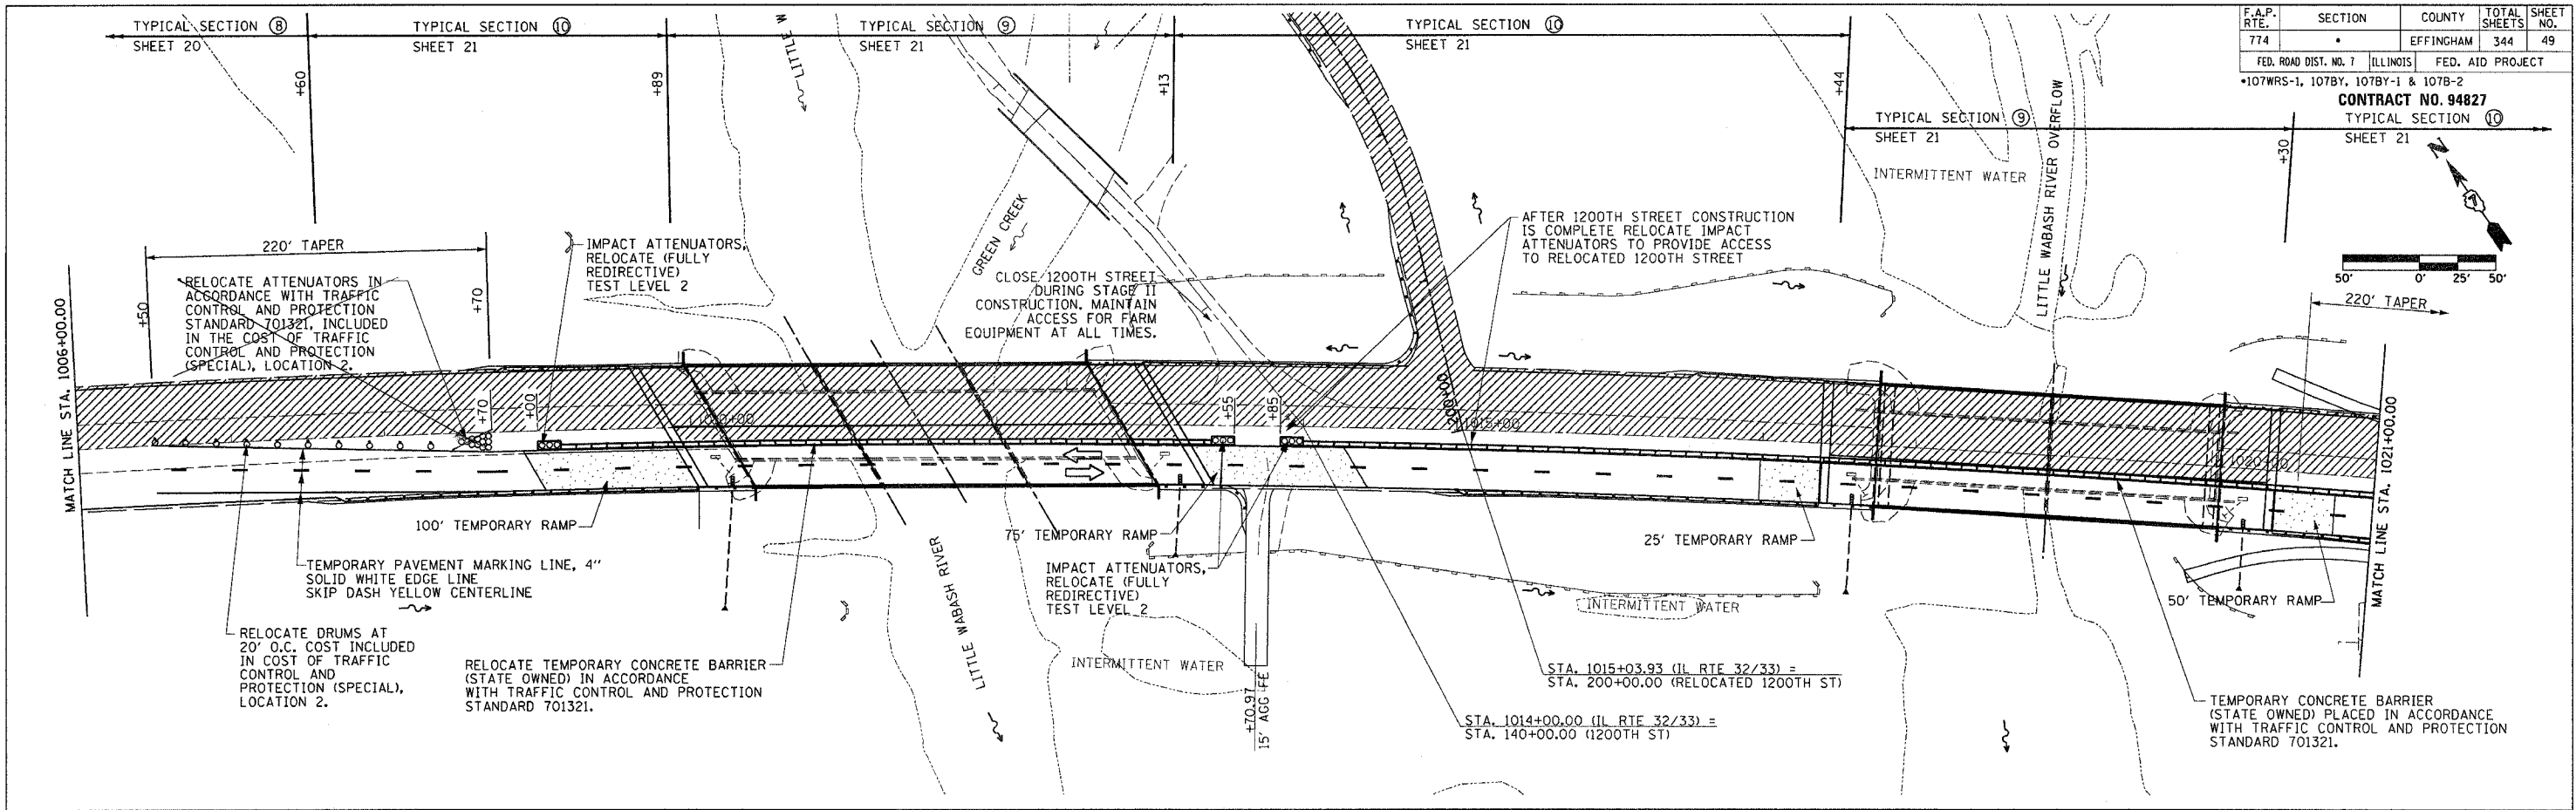 TYPICAL SECTION ⑧
SHEET 20
TYPICAL SECTION ⑩
SHEET 21
TYPICAL SECTION ⑨
SHEET 21
TYPICAL SECTION ⑩
SHEET 21
F.A.P. RTE. SECTION COUNTY TOTAL SHEETS SHEET NO.
774 • EFFINGHAM 344 49
FED. ROAD DIST. NO. 7 ILLINOIS FED. AID PROJECT
•107WRS-1, 107BY, 107BY-1 & 107B-2
CONTRACT NO. 94827
TYPICAL SECTION ⑨
SHEET 21
TYPICAL SECTION ⑩
SHEET 21
+60
+89
+13
+44
+30
LITTLE
GREEN CREEK
LITTLE WABASH RIVER OVERFLOW
INTERMITTENT WATER
N
7
50' 0' 25' 50'
220' TAPER
220' TAPER
+50
+70
RELOCATE ATTENUATORS IN
ACCORDANCE WITH TRAFFIC
CONTROL AND PROTECTION
STANDARD 701321, INCLUDED
IN THE COST OF TRAFFIC
CONTROL AND PROTECTION
(SPECIAL), LOCATION 2.
IMPACT ATTENUATORS,
RELOCATE (FULLY
REDIRECTIVE)
TEST LEVEL 2
CLOSE 1200TH STREET
DURING STAGE II
CONSTRUCTION. MAINTAIN
ACCESS FOR FARM
EQUIPMENT AT ALL TIMES.
AFTER 1200TH STREET CONSTRUCTION
IS COMPLETE RELOCATE IMPACT
ATTENUATORS TO PROVIDE ACCESS
TO RELOCATED 1200TH STREET
MATCH LINE STA. 1006+00.00
+70
+00
1010+00
+55
+85
200+00
1015+00
1020+00
MATCH LINE STA. 1021+00.00
100' TEMPORARY RAMP
75' TEMPORARY RAMP
25' TEMPORARY RAMP
50' TEMPORARY RAMP
TEMPORARY PAVEMENT MARKING LINE, 4"
SOLID WHITE EDGE LINE
SKIP DASH YELLOW CENTERLINE
IMPACT ATTENUATORS,
RELOCATE (FULLY
REDIRECTIVE)
TEST LEVEL 2
RELOCATE DRUMS AT
20' O.C. COST INCLUDED
IN COST OF TRAFFIC
CONTROL AND
PROTECTION (SPECIAL),
LOCATION 2.
RELOCATE TEMPORARY CONCRETE BARRIER
(STATE OWNED) IN ACCORDANCE
WITH TRAFFIC CONTROL AND PROTECTION
STANDARD 701321.
LITTLE WABASH RIVER
INTERMITTENT WATER
INTERMITTENT WATER
+70.97
15' AGG FE
STA. 1015+03.93 (IL RTE 32/33) =
STA. 200+00.00 (RELOCATED 1200TH ST)
STA. 1014+00.00 (IL RTE 32/33) =
STA. 140+00.00 (1200TH ST)
TEMPORARY CONCRETE BARRIER
(STATE OWNED) PLACED IN ACCORDANCE
WITH TRAFFIC CONTROL AND PROTECTION
STANDARD 701321.